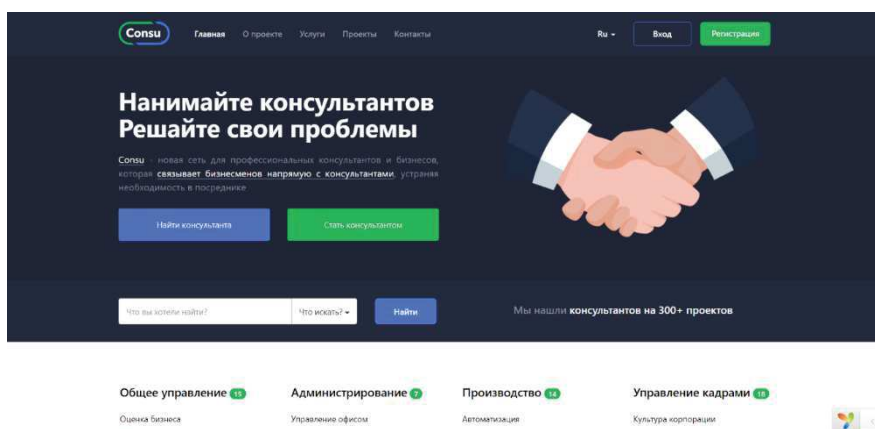 Consu Главная О проекте Услуги Проекты Контакты Ru Вход Регистрация
Нанимайте консультантов
Решайте свои проблемы
Consu - новая сеть для профессиональных консультантов и бизнесов,
которая связывает бизнесменов напрямую с консультантами, устраняя
необходимость в посреднике
Найти консультанта Стать консультантом
Что вы хотели найти? Что искать? Найти Мы нашли консультантов на 300+ проектов
Общее управление 15 Администрирование 7 Производство 14 Управление кадрами 18
Оценка бизнеса Управление офисом Автоматизация Культура корпорации